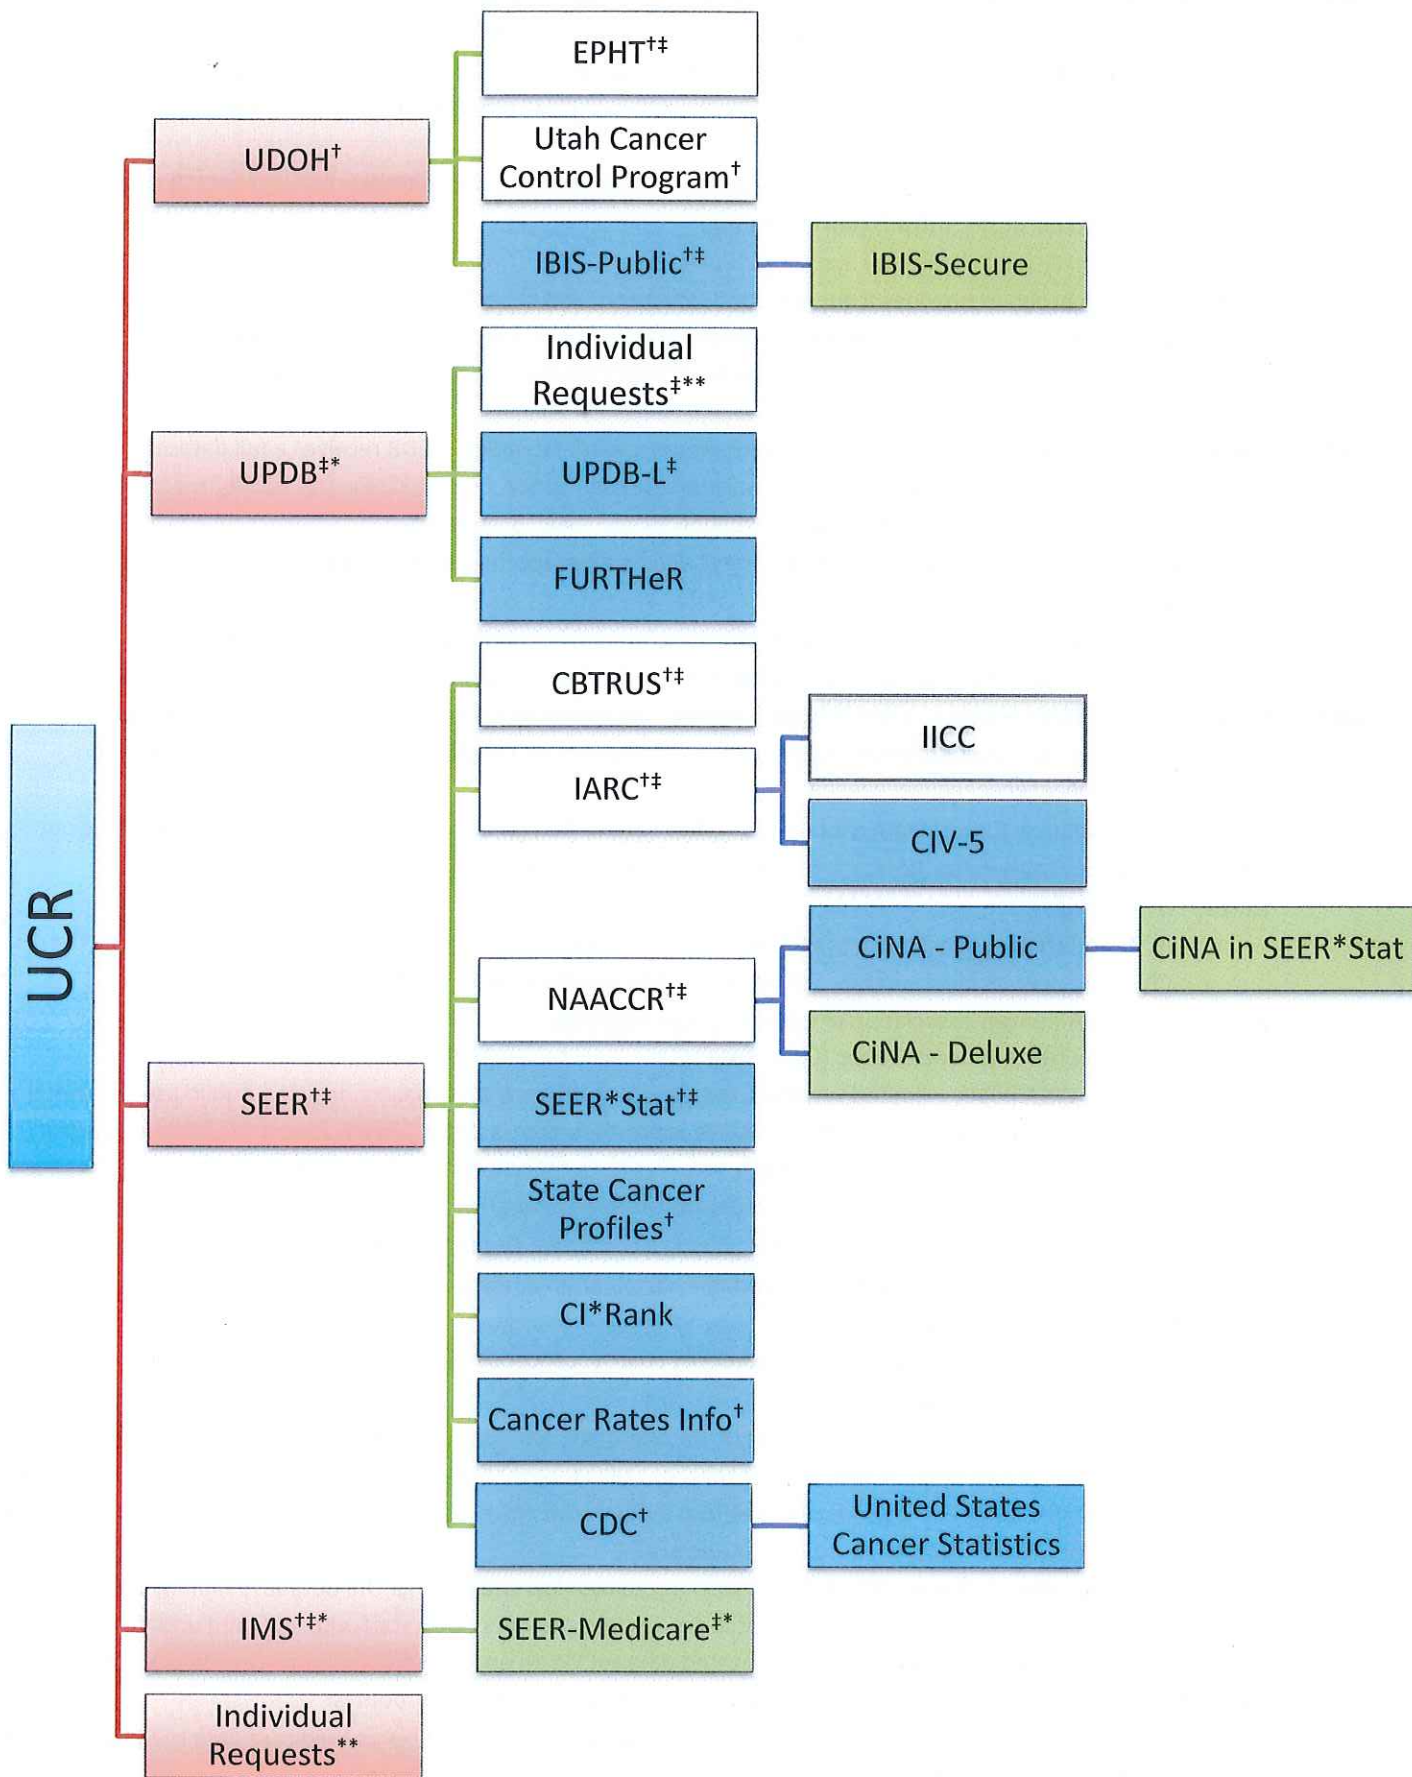 EPHT†‡
UDOH†
Utah Cancer
Control Program†
IBIS-Public†‡
IBIS-Secure
Individual
Requests‡**
UPDB‡*
UPDB-L‡
FURTHeR
UCR
CBTRUS†‡
IARC†‡
IICC
CIV-5
NAACCR†‡
CiNA - Public
CiNA in SEER*Stat
CiNA - Deluxe
SEER†‡
SEER*Stat†‡
State Cancer
Profiles†
CI*Rank
Cancer Rates Info†
CDC†
United States
Cancer Statistics
IMS†‡*
SEER-Medicare‡*
Individual
Requests**